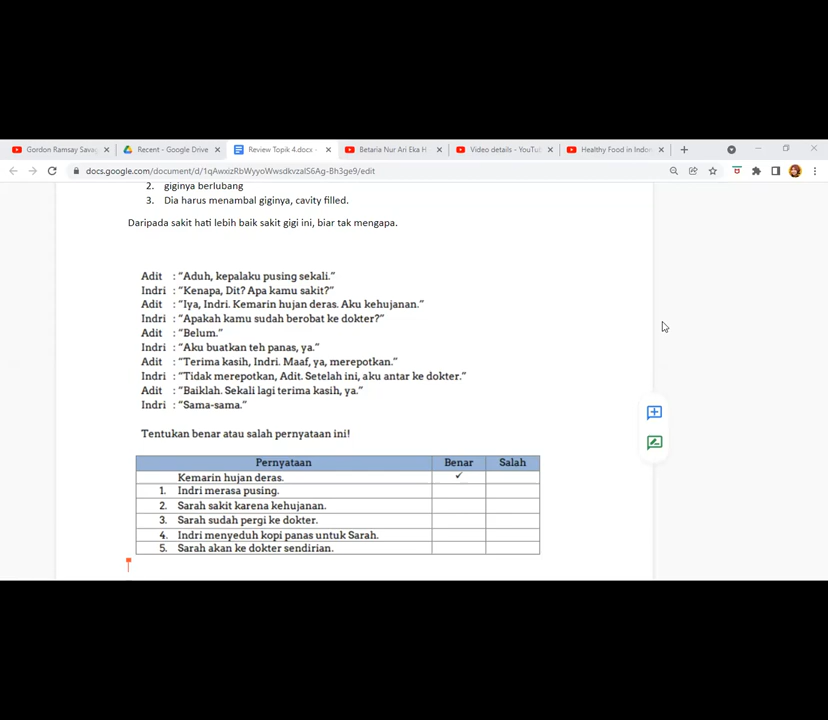 Gordon Ramsay Sava
Recent - Google Drive
Review Topik 4.docx -
Betaria Nur Ari Eka H
Video details - YouTu
Healthy Food in Indo
docs.google.com/document/d/1qAwxizRbWyyoWwsdkvzalS6Ag-Bh3ge9/edit
2. giginya berlubang
3. Dia harus menambal giginya, cavity filled.
Daripada sakit hati lebih baik sakit gigi ini, biar tak mengapa.
Adit : “Aduh, kepalaku pusing sekali.”
Indri : “Kenapa, Dit? Apa kamu sakit?”
Adit : “Iya, Indri. Kemarin hujan deras. Aku kehujanan.”
Indri : “Apakah kamu sudah berobat ke dokter?”
Adit : “Belum.”
Indri : “Aku buatkan teh panas, ya.”
Adit : “Terima kasih, Indri. Maaf, ya, merepotkan.”
Indri : “Tidak merepotkan, Adit. Setelah ini, aku antar ke dokter.”
Adit : “Baiklah. Sekali lagi terima kasih, ya.”
Indri : “Sama-sama.”
Tentukan benar atau salah pernyataan ini!
Pernyataan Benar Salah
Kemarin hujan deras. ✓
1. Indri merasa pusing.
2. Sarah sakit karena kehujanan.
3. Sarah sudah pergi ke dokter.
4. Indri menyeduh kopi panas untuk Sarah.
5. Sarah akan ke dokter sendirian.